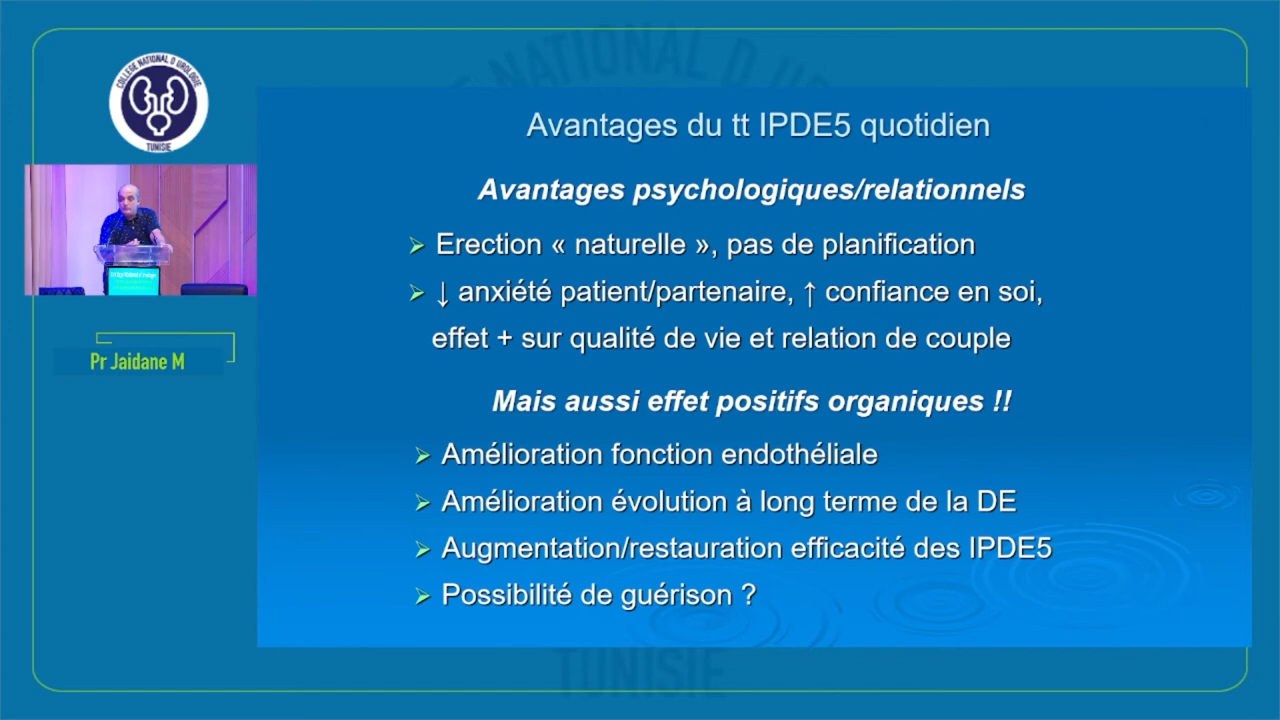 COLLÈGE NATIONAL D UROLOGIE
TUNISIE
NATIONAL D U
Avantages du tt IPDE5 quotidien
Avantages psychologiques/relationnels
➢ Erection « naturelle », pas de planification
➢ ↓ anxiété patient/partenaire, ↑ confiance en soi,
effet + sur qualité de vie et relation de couple
Mais aussi effet positifs organiques !!
➢ Amélioration fonction endothéliale
➢ Amélioration évolution à long terme de la DE
➢ Augmentation/restauration efficacité des IPDE5
➢ Possibilité de guérison ?
Pr Jaidane M
TUNISIE